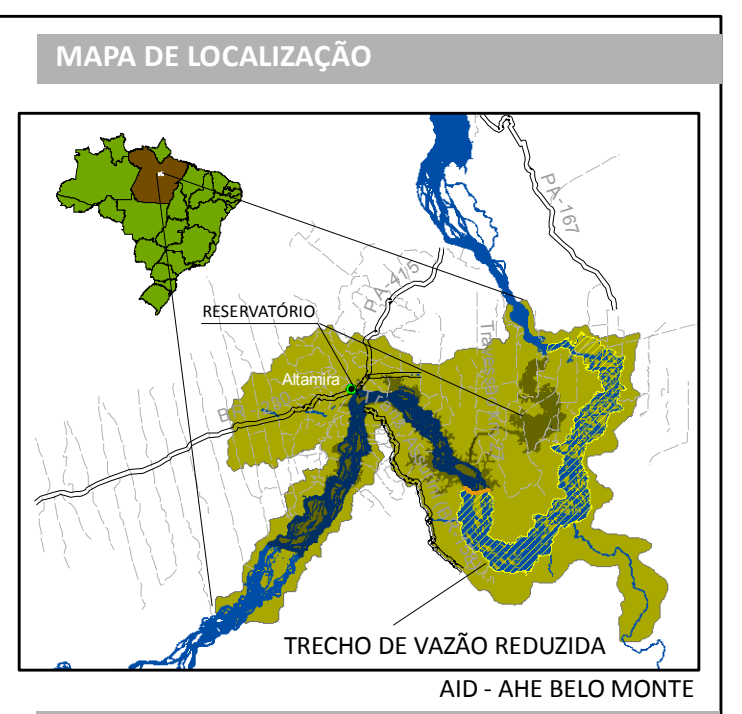 MAPA DE LOCALIZAÇÃO
PA-167
PA-415
RESERVATÓRIO
Altamira
TRECHO DE VAZÃO REDUZIDA
AID - AHE BELO MONTE